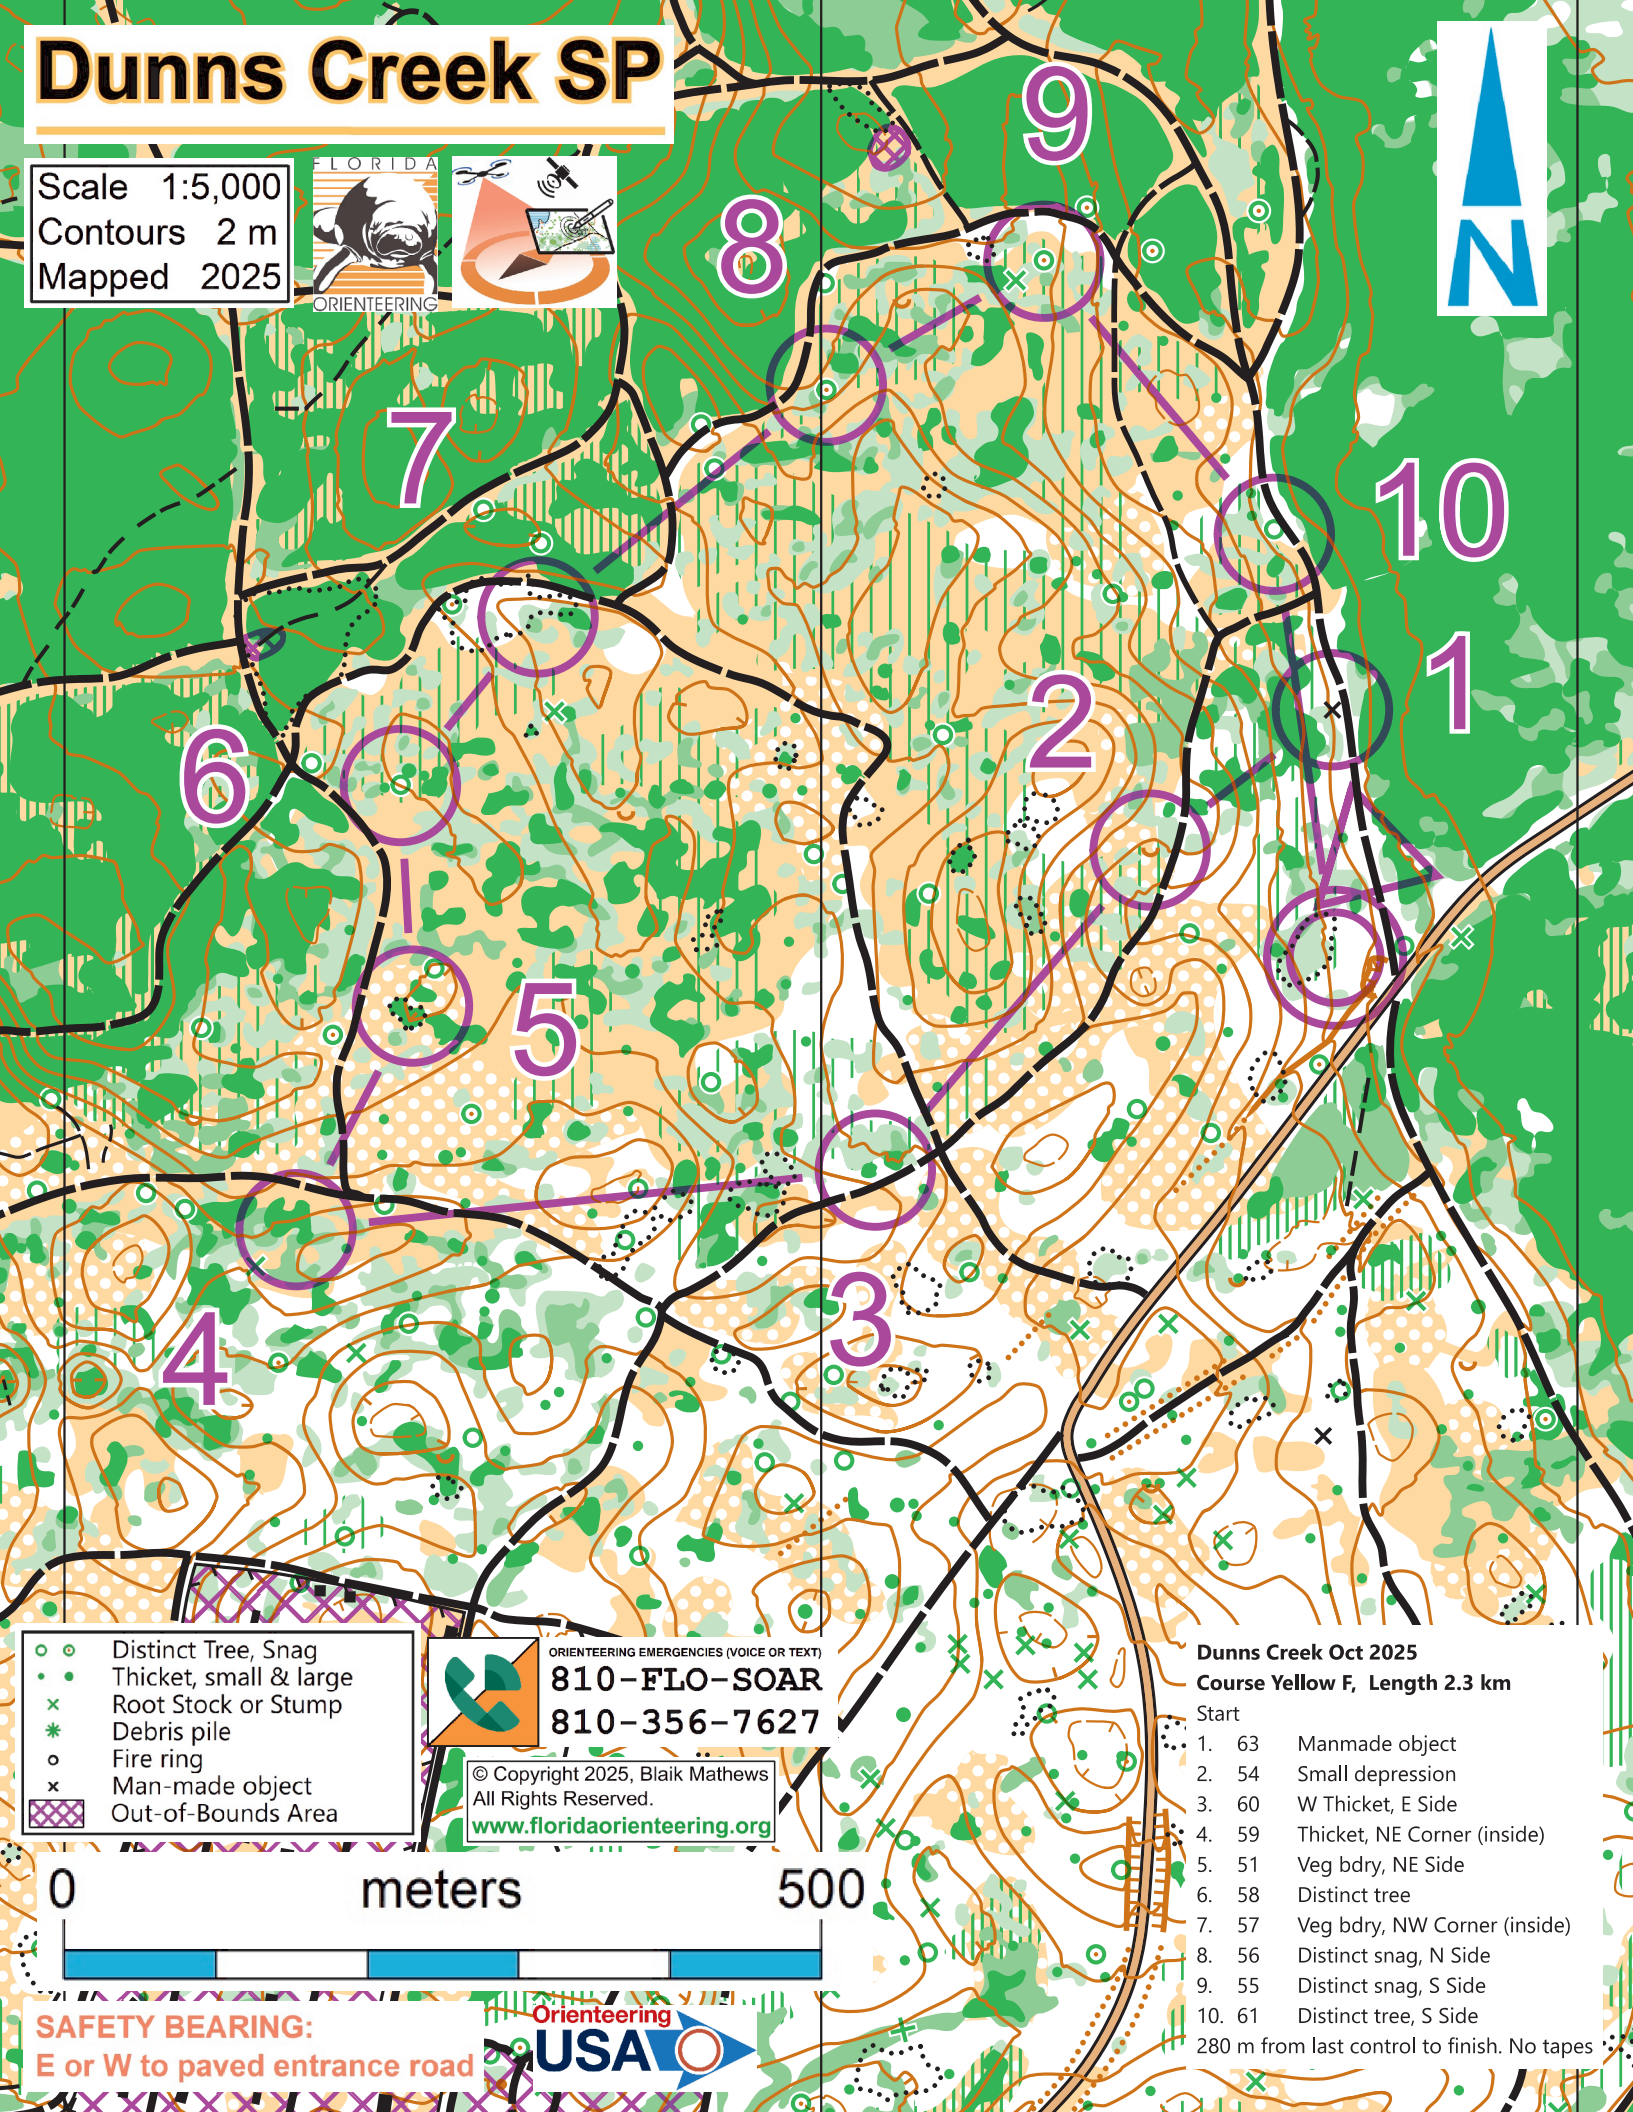 Dunns Creek SP
Scale 1:5,000
Contours 2 m
Mapped 2025
FLORIDA
ORIENTEERING
N
9
8
7
10
1
2
6
5
3
4
Distinct Tree, Snag
Thicket, small & large
Root Stock or Stump
Debris pile
Fire ring
Man-made object
Out-of-Bounds Area
ORIENTEERING EMERGENCIES (VOICE OR TEXT)
810-FLO-SOAR
810-356-7627
© Copyright 2025, Blaik Mathews
All Rights Reserved.
www.floridaorienteering.org
0 meters 500
SAFETY BEARING:
E or W to paved entrance road
Orienteering
USA
Dunns Creek Oct 2025
Course Yellow F, Length 2.3 km
Start
1. 63 Manmade object
2. 54 Small depression
3. 60 W Thicket, E Side
4. 59 Thicket, NE Corner (inside)
5. 51 Veg bdry, NE Side
6. 58 Distinct tree
7. 57 Veg bdry, NW Corner (inside)
8. 56 Distinct snag, N Side
9. 55 Distinct snag, S Side
10. 61 Distinct tree, S Side
280 m from last control to finish. No tapes